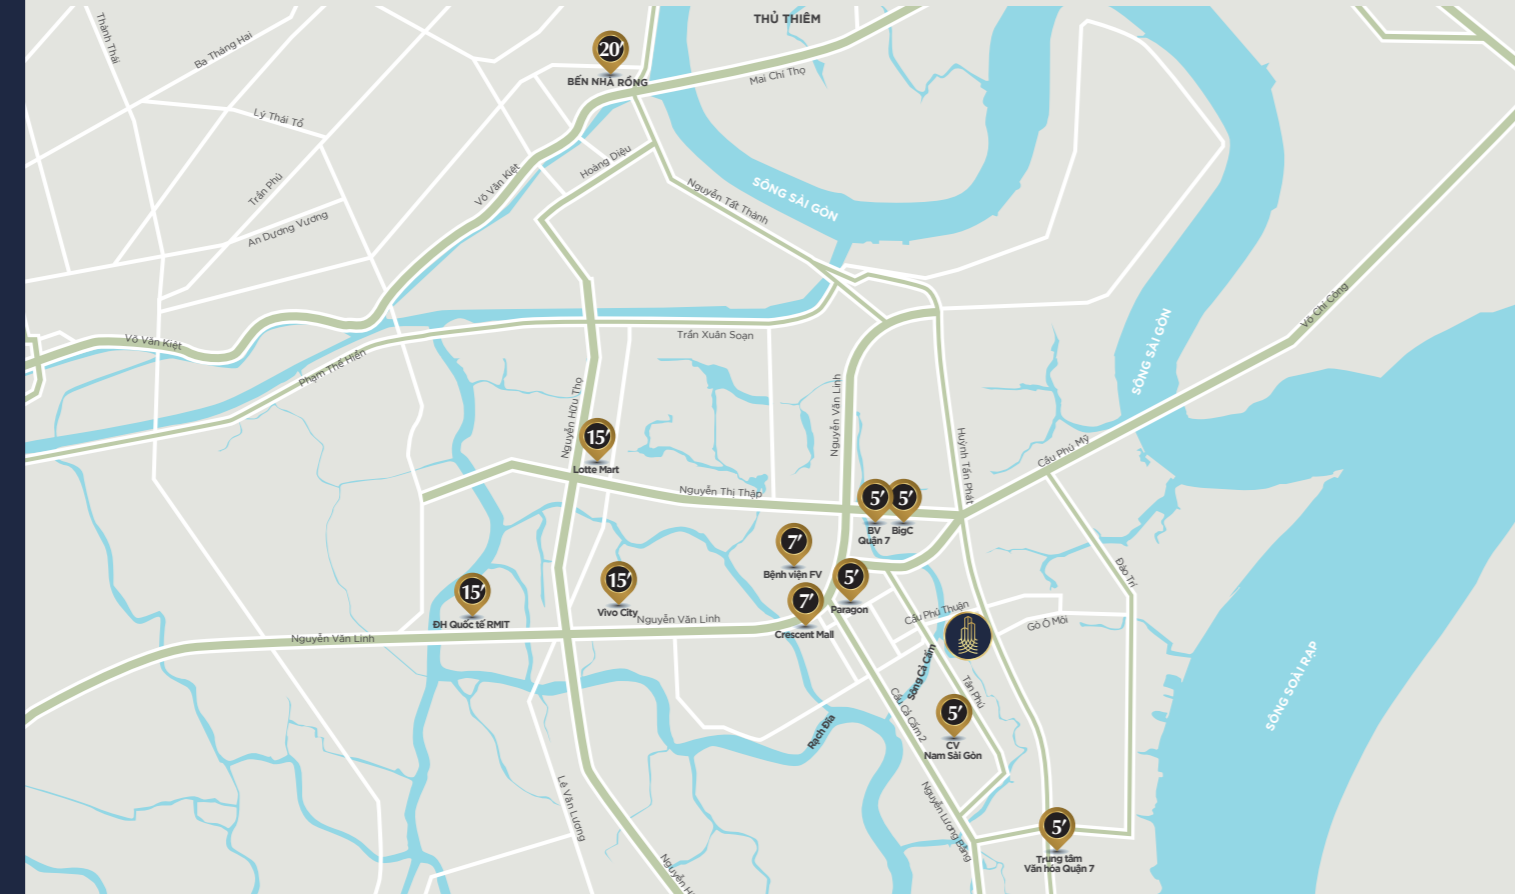 THỦ THIÊM
Thành Thái
Ba Tháng Hai
20'
BẾN NHÀ RỒNG
Mai Chí Thọ
Lý Thái Tổ
Hoàng Diệu
Trần Phú
Võ Văn Kiệt
Nguyễn Tất Thành
SÔNG SÀI GÒN
An Dương Vương
Võ Chí Công
Võ Văn Kiệt
Trần Xuân Soạn
SÔNG SÀI GÒN
Phạm Thế Hiển
Nguyễn Hữu Thọ
Nguyễn Văn Linh
15'
Lotte Mart
Huỳnh Tấn Phát
Cầu Phú Mỹ
Nguyễn Thị Thập
5'
5'
BV
Quận 7
BigC
7'
Bệnh viện FV
5'
Paragon
Đào Trí
15'
ĐH Quốc tế RMIT
15'
Vivo City
7'
Crescent Mall
Nguyễn Văn Linh
Nguyễn Văn Linh
Cầu Phú Thuận
Gò Ô Môi
Sông Cả Cấm
Tân Phú
SÔNG SOÀI RẠP
Cầu Cả Cấm 2
5'
CV
Nam Sài Gòn
Rạch Đĩa
Lê Văn Lương
Nguyễn Lương Bằng
5'
Trung tâm
Văn hóa Quận 7